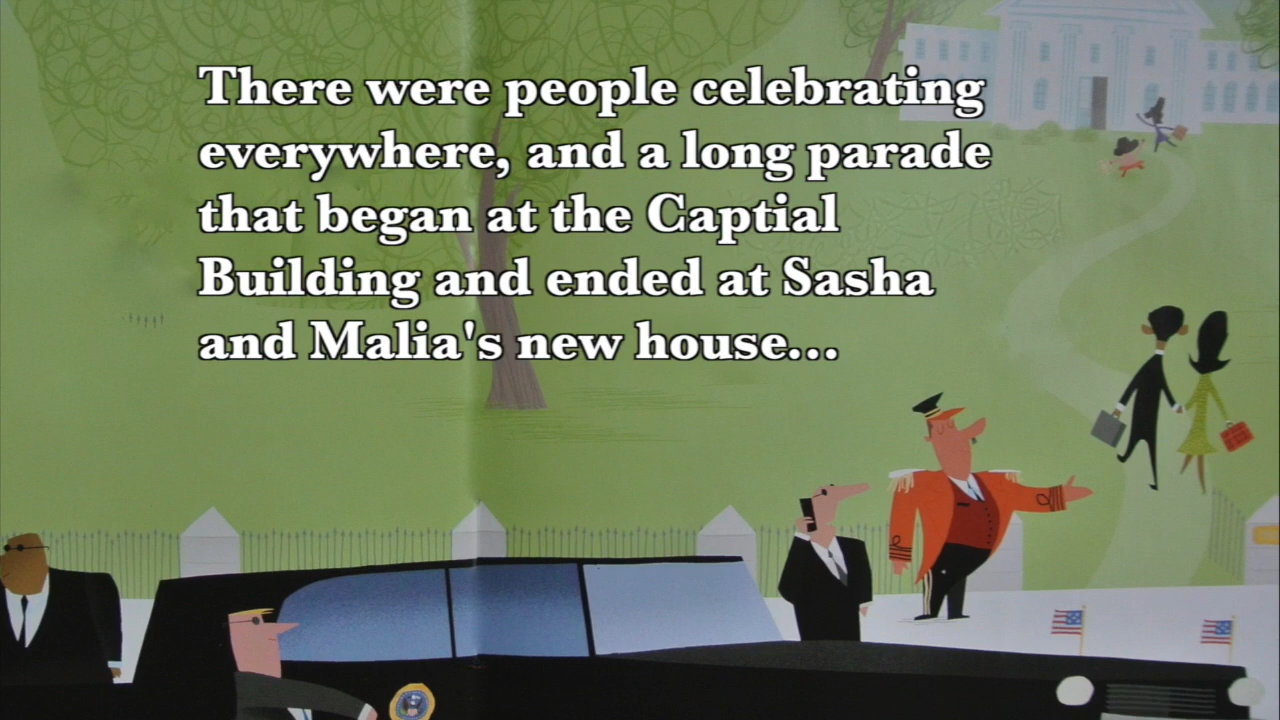 There were people celebrating
everywhere, and a long parade
that began at the Captial
Building and ended at Sasha
and Malia's new house...